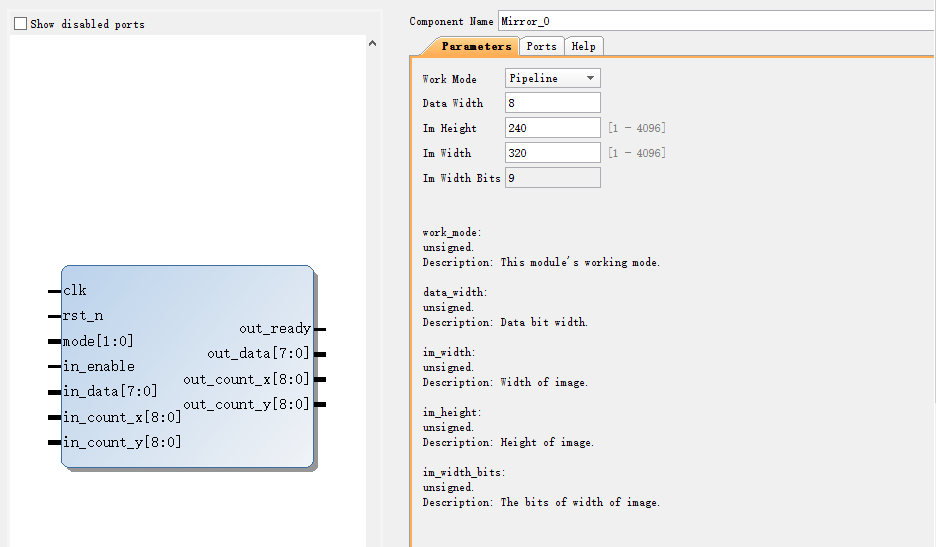 Show disabled ports
clk
rst_n
mode[1:0]
in_enable
in_data[7:0]
in_count_x[8:0]
in_count_y[8:0]
out_ready
out_data[7:0]
out_count_x[8:0]
out_count_y[8:0]
Component Name Mirror_0
Parameters Ports Help
Work Mode Pipeline
Data Width 8
Im Height 240 [1 - 4096]
Im Width 320 [1 - 4096]
Im Width Bits 9
work_mode:
unsigned.
Description: This module's working mode.
data_width:
unsigned.
Description: Data bit width.
im_width:
unsigned.
Description: Width of image.
im_height:
unsigned.
Description: Height of image.
im_width_bits:
unsigned.
Description: The bits of width of image.